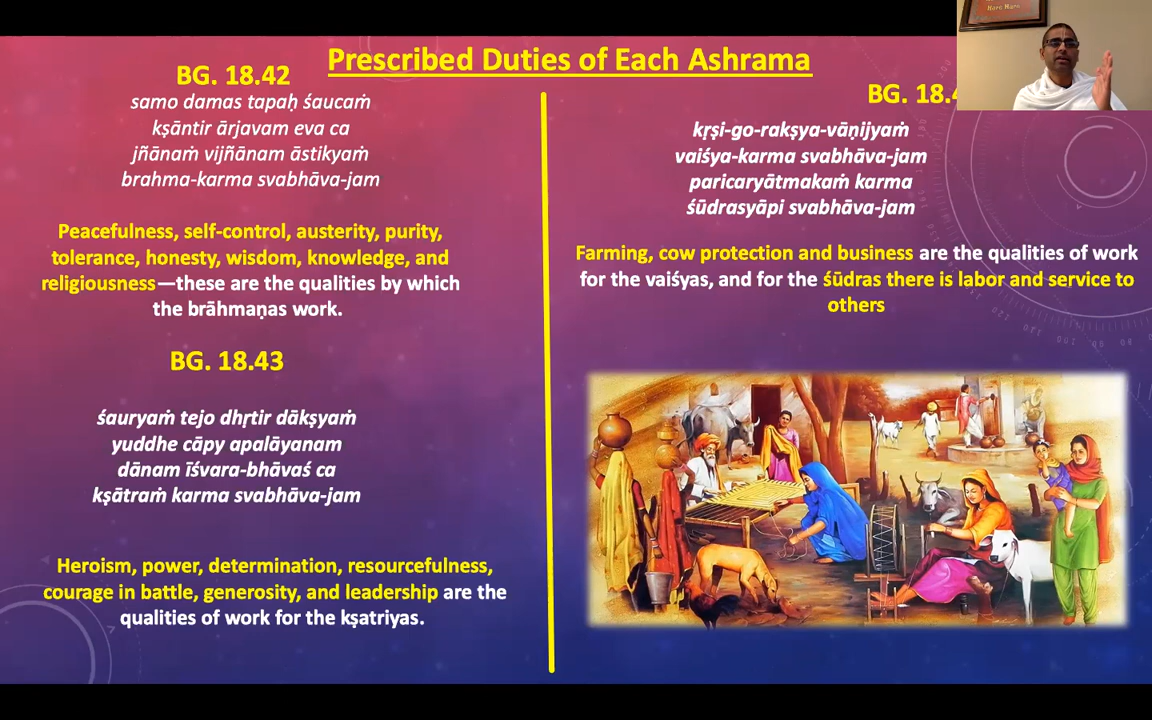 Prescribed Duties of Each Ashrama
BG. 18.42
samo damas tapaḥ śaucaṁ
kṣāntir ārjavam eva ca
jñānaṁ vijñānam āstikyaṁ
brahma-karma svabhāva-jam
Peacefulness, self-control, austerity, purity,
tolerance, honesty, wisdom, knowledge, and
religiousness—these are the qualities by which
the brāhmaṇas work.
BG. 18.43
śauryaṁ tejo dhṛtir dākṣyaṁ
yuddhe cāpy apalāyanam
dānam īśvara-bhāvaś ca
kṣātraṁ karma svabhāva-jam
Heroism, power, determination, resourcefulness,
courage in battle, generosity, and leadership are the
qualities of work for the kṣatriyas.
BG. 18.4
kṛṣi-go-rakṣya-vāṇijyaṁ
vaiśya-karma svabhāva-jam
paricaryātmakaṁ karma
śūdrasyāpi svabhāva-jam
Farming, cow protection and business are the qualities of work
for the vaiśyas, and for the śūdras there is labor and service to
others
Hare Hare